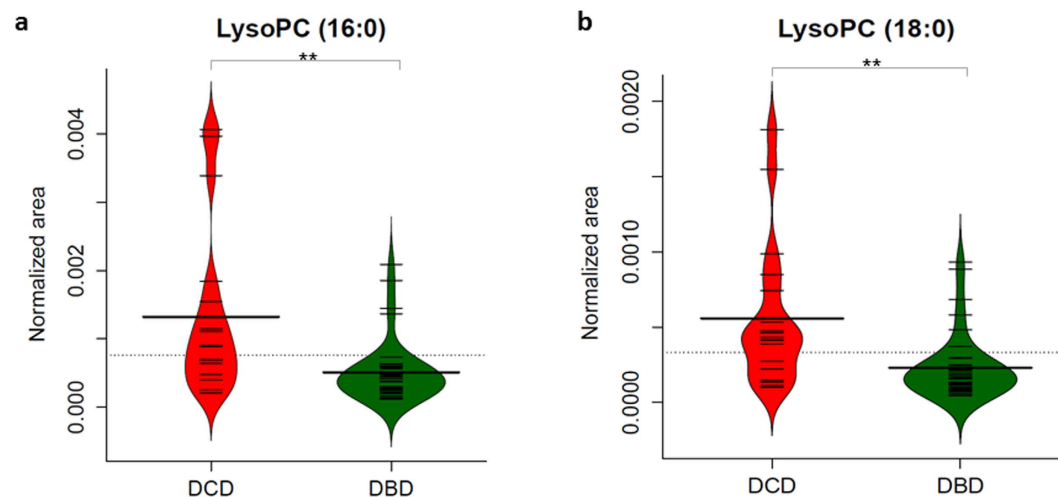 a
LysoPC (16:0)
**
Normalized area
0.004
0.002
0.000
DCD
DBD
b
LysoPC (18:0)
**
Normalized area
0.0020
0.0010
0.0000
DCD
DBD